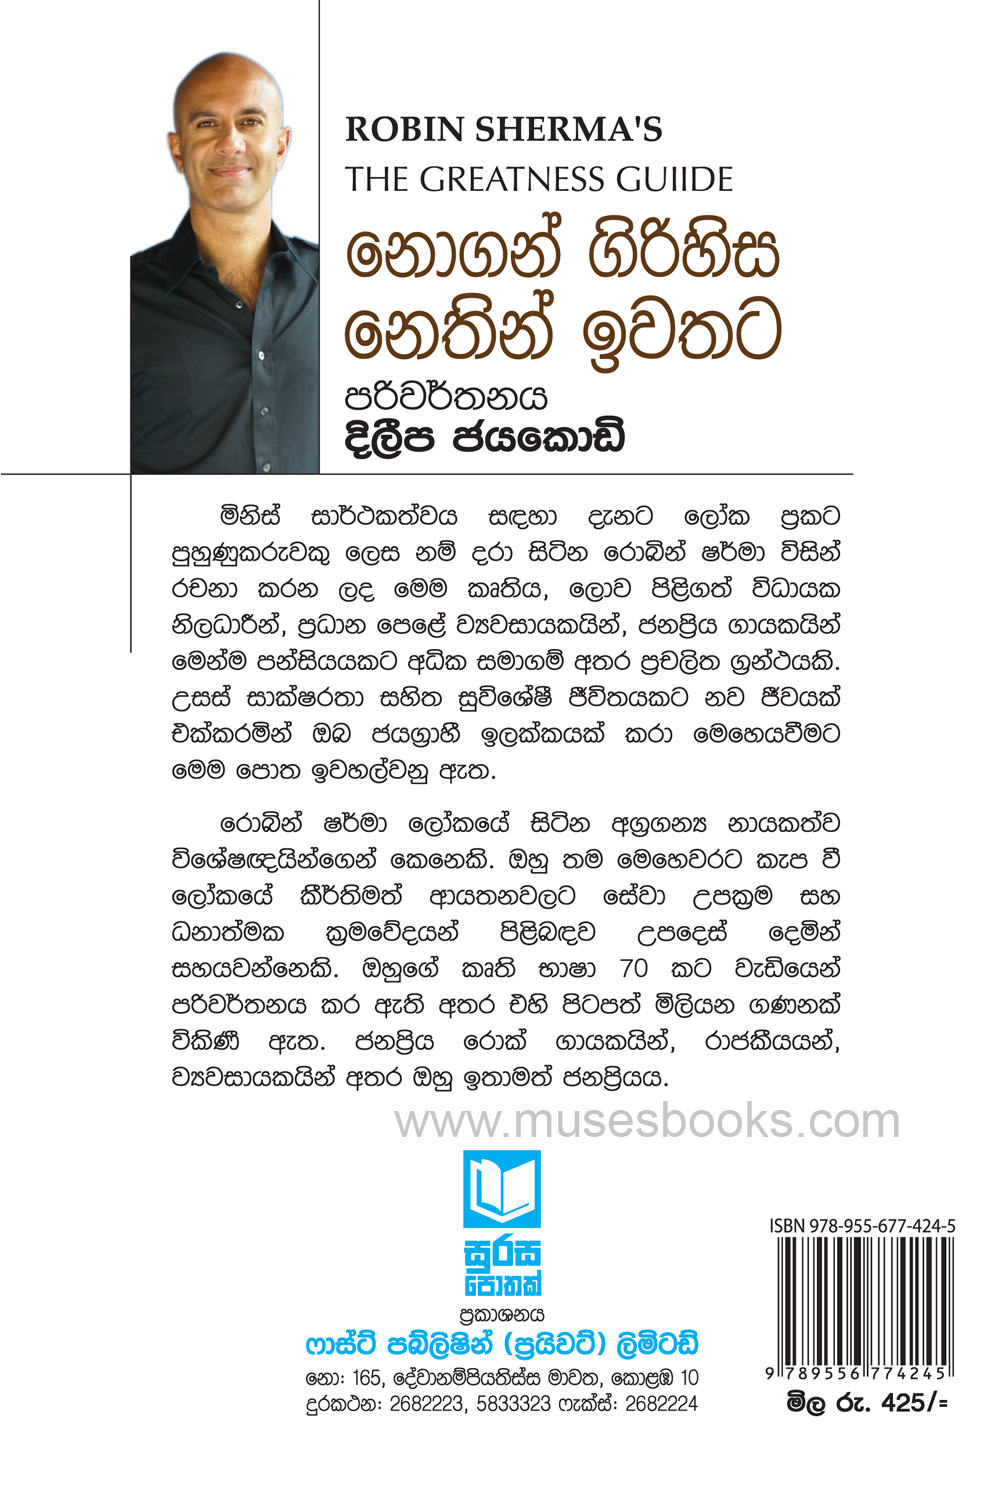 ROBIN SHERMA'S
THE GREATNESS GUIIDE
නොගන් ගිරිහිස
නෙතින් ඉවතට
පරිවර්තනය
දිලීප ජයකොඩි
මිනිස් සාර්ථකත්වය සඳහා දැනට ලෝක ප්‍රකට
පුහුණුකරුවකු ලෙස නම් දරා සිටින රොබින් ෂර්මා විසින්
රචනා කරන ලද මෙම කෘතිය, ලොව පිළිගත් විධායක
නිලධාරීන්, ප්‍රධාන පෙළේ ව්‍යවසායකයින්, ජනප්‍රිය ගායකයින්
මෙන්ම පන්සියයකට අධික සමාගම් අතර ප්‍රචලිත ග්‍රන්ථයකි.
උසස් සාක්ෂරතා සහිත සුවිශේෂී ජීවිතයකට නව ජීවයක්
එක්කරමින් ඔබ ජයග්‍රාහී ඉලක්කයක් කරා මෙහෙයවීමට
මෙම පොත ඉවහල්වනු ඇත.
රොබින් ෂර්මා ලෝකයේ සිටින අග්‍රගන්‍ය නායකත්ව
විශේෂඥයින්ගෙන් කෙනෙකි. ඔහු තම මෙහෙවරට කැප වී
ලෝකයේ කීර්තිමත් ආයතනවලට සේවා උපක්‍රම සහ
ධනාත්මක ක්‍රමවේදයන් පිළිබඳව උපදෙස් දෙමින්
සහයවන්නෙකි. ඔහුගේ කෘති භාෂා 70 කට වැඩියෙන්
පරිවර්තනය කර ඇති අතර එහි පිටපත් මිලියන ගණනක්
විකිණී ඇත. ජනප්‍රිය රොක් ගායකයින්, රාජකීයයන්,
ව්‍යවසායකයින් අතර ඔහු ඉතාමත් ජනප්‍රියය.
www.musesbooks.com
සුරස
පොතක්
ප්‍රකාශනය
ෆාස්ට් පබ්ලිෂින් (ප්‍රයිවට්) ලිමිටඩ්
නො: 165, දේවානම්පියතිස්ස මාවත, කොළඹ 10
දුරකථන: 2682223, 5833323 ෆැක්ස්: 2682224
ISBN 978-955-677-424-5
9 789556 774245
මිල රු. 425/=